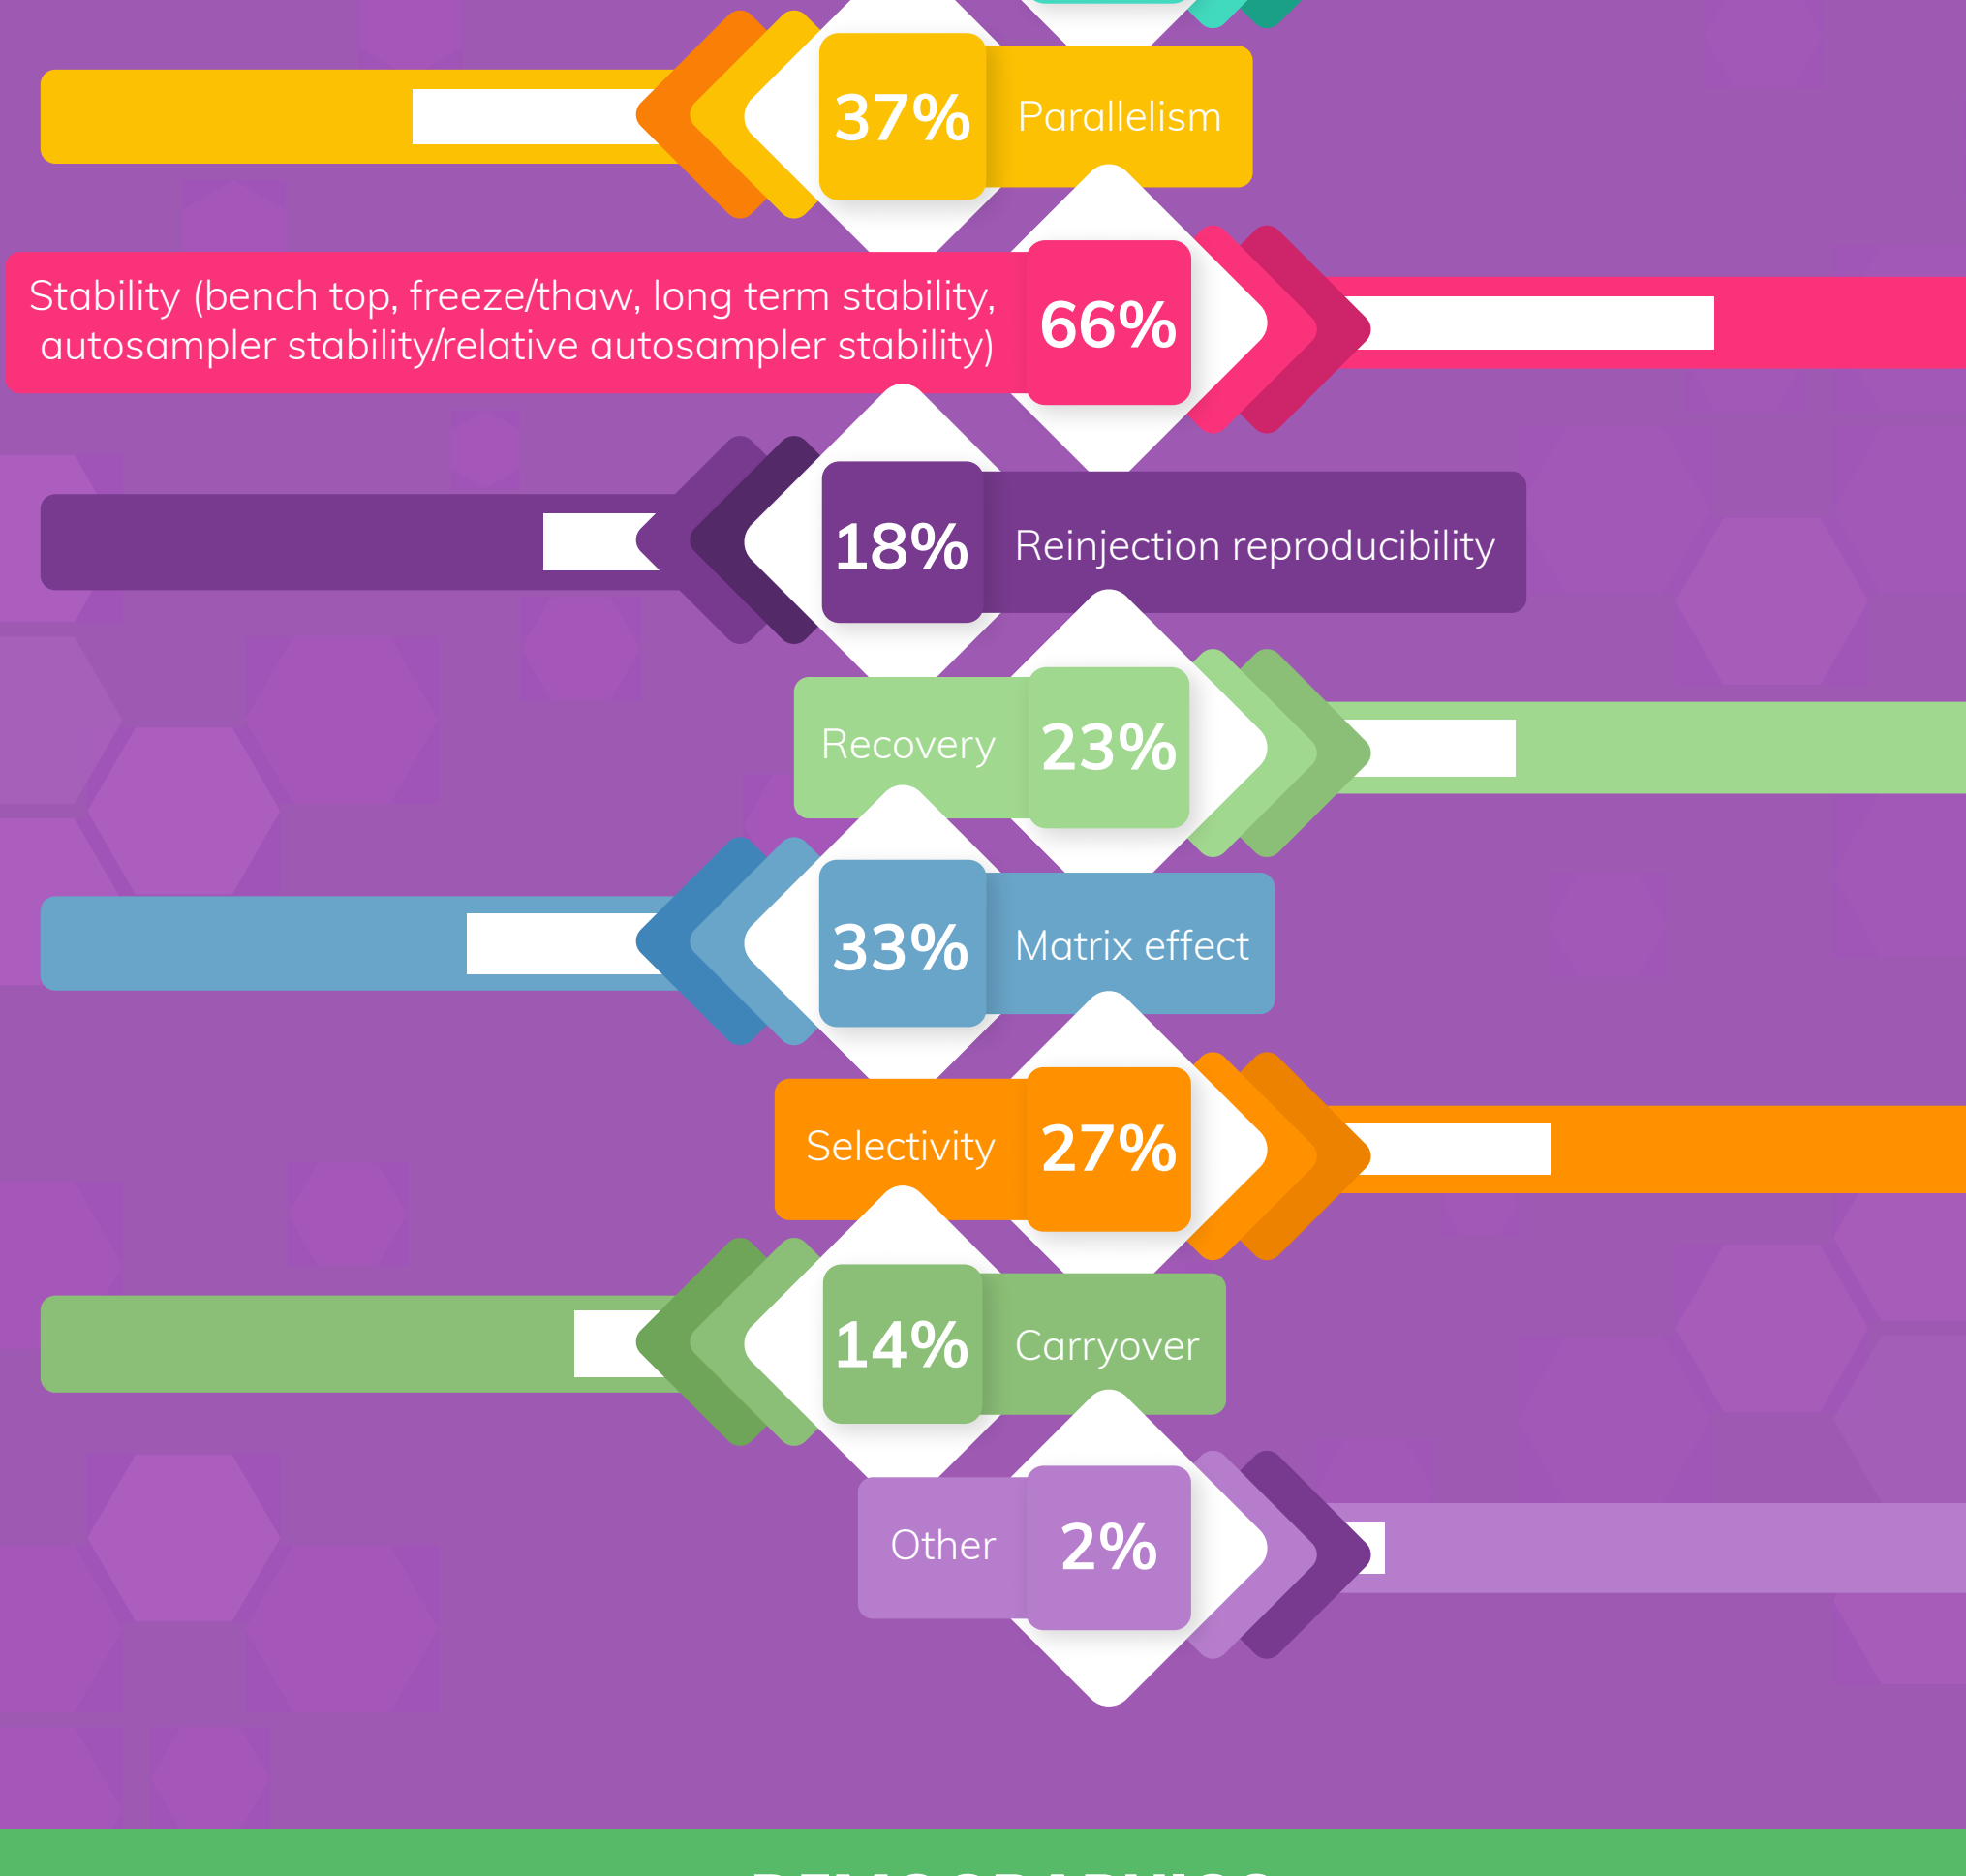 37% Parallelism
Stability (bench top, freeze/thaw, long term stability,
autosampler stability/relative autosampler stability) 66%
18% Reinjection reproducibility
Recovery 23%
33% Matrix effect
Selectivity 27%
14% Carryover
Other 2%